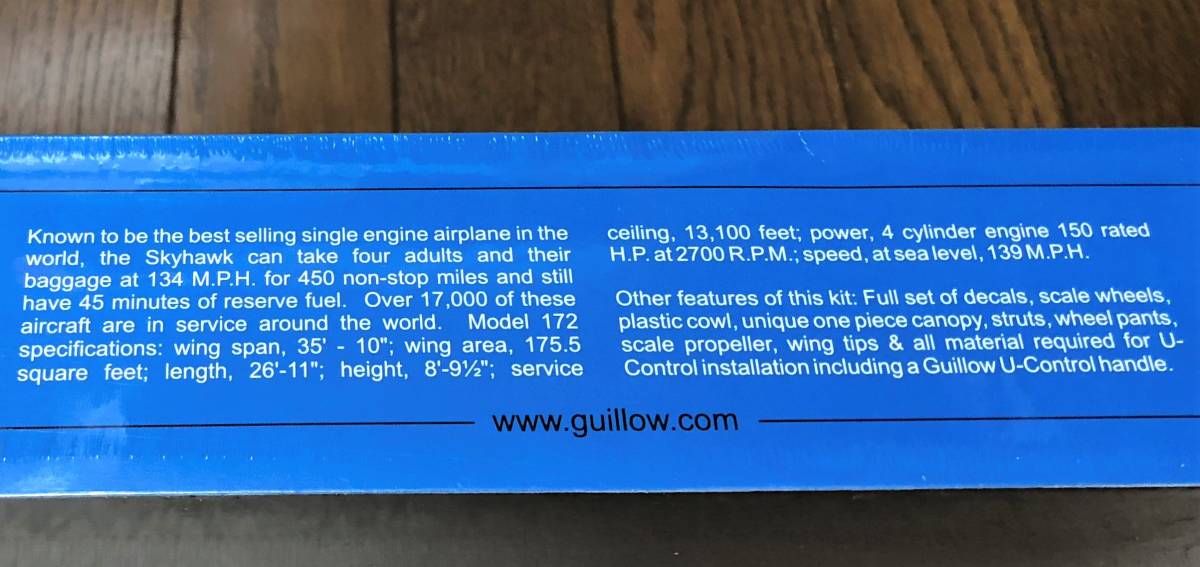 Known to be the best selling single engine airplane in the
world, the Skyhawk can take four adults and their
baggage at 134 M.P.H. for 450 non-stop miles and still
have 45 minutes of reserve fuel. Over 17,000 of these
aircraft are in service around the world. Model 172
specifications: wing span, 35' - 10"; wing area, 175.5
square feet; length, 26'-11"; height, 8'-9½"; service
ceiling, 13,100 feet; power, 4 cylinder engine 150 rated
H.P. at 2700 R.P.M.; speed, at sea level, 139 M.P.H.
Other features of this kit: Full set of decals, scale wheels,
plastic cowl, unique one piece canopy, struts, wheel pants,
scale propeller, wing tips & all material required for U-
Control installation including a Guillow U-Control handle.
www.guillow.com